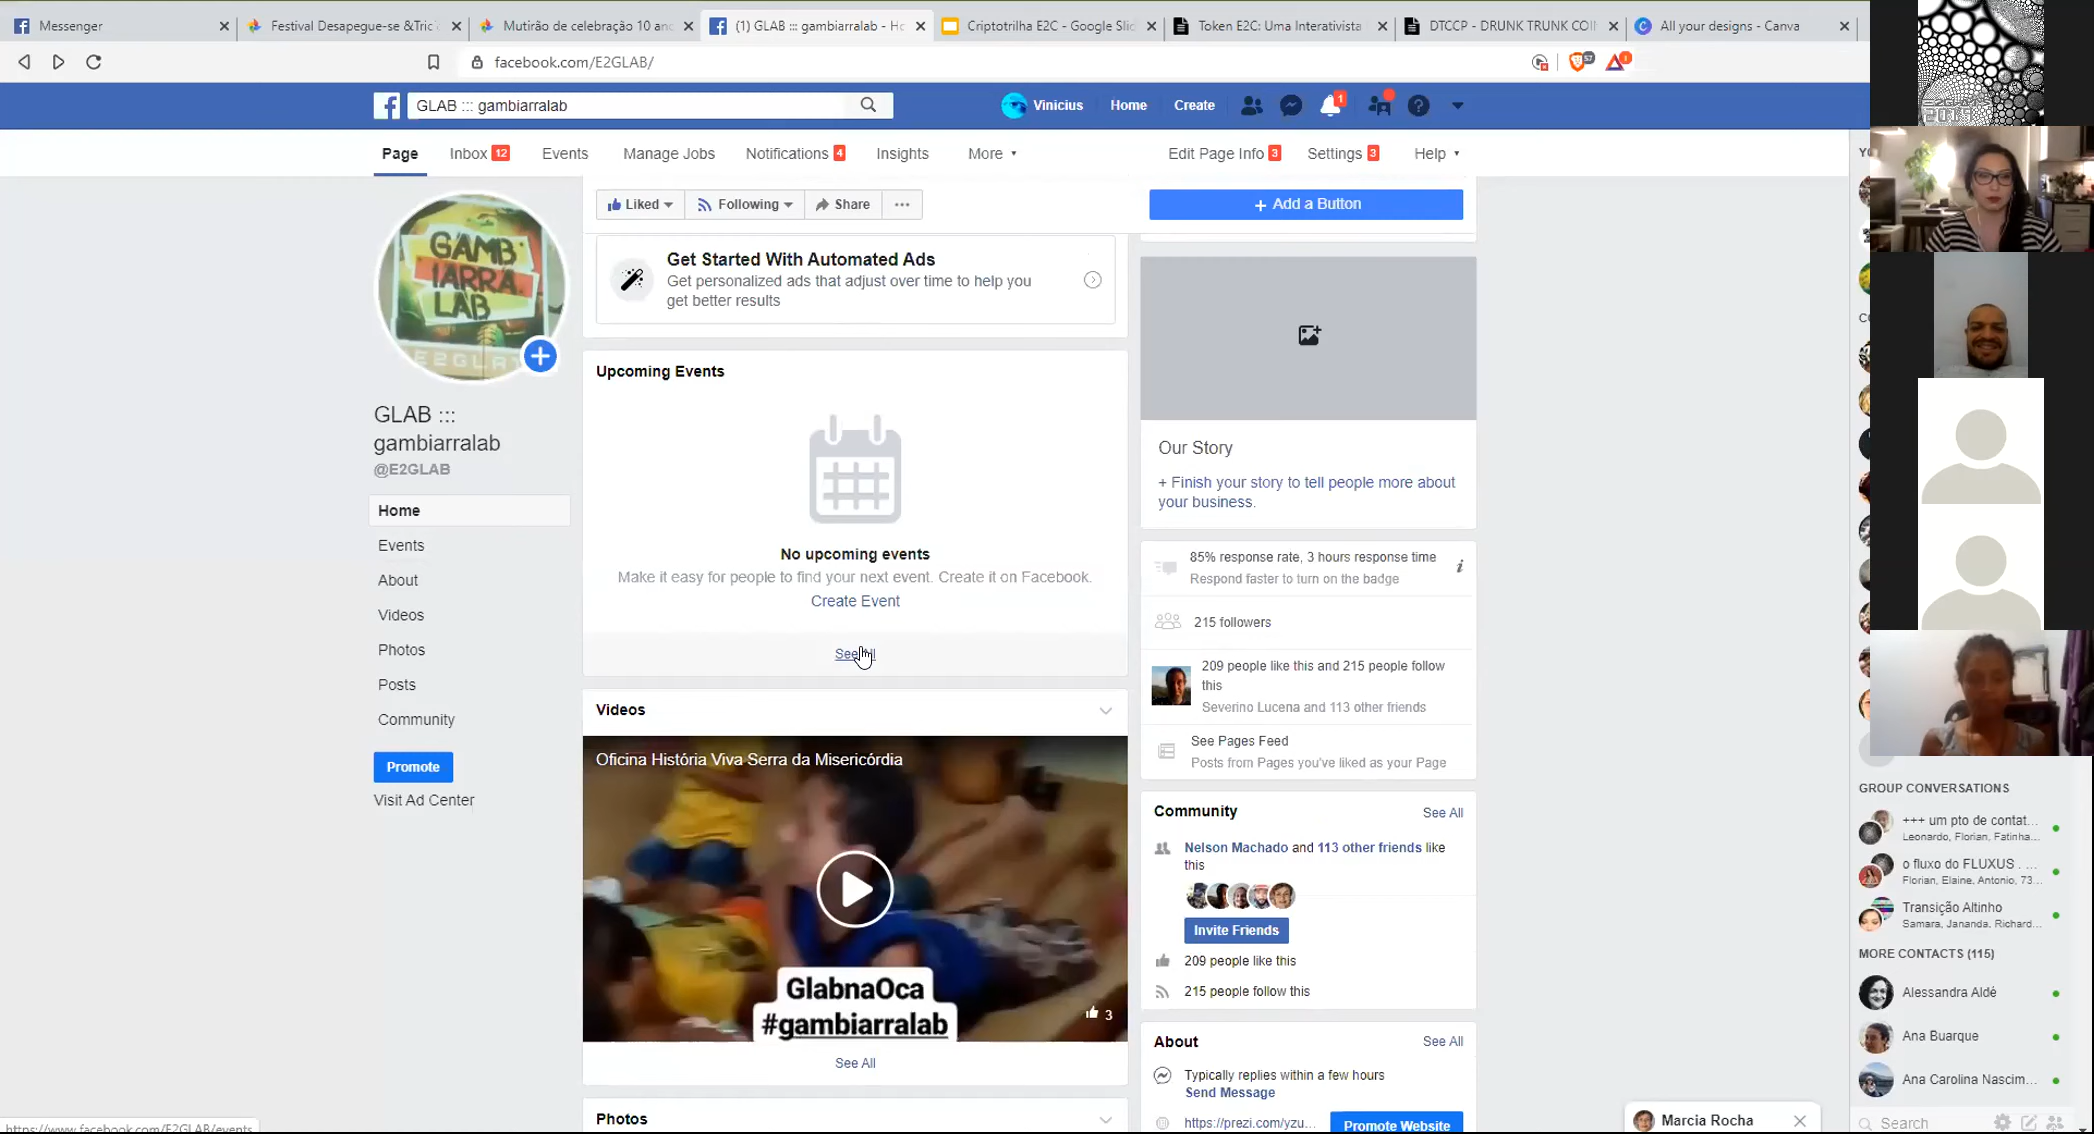 Messenger
Festival Desapegue-se &Tric
Mutirão de celebração 10 anc
(1) GLAB ::: gambiarralab - Ho
Criptotrilha E2C - Google Slid
Token E2C: Uma Interativista
DTCCP - DRUNK TRUNK COI
All your designs - Canva
facebook.com/E2GLAB/
57
1
GLAB ::: gambiarralab
Vinicius
Home
Create
1
Page
Inbox 12
Events
Manage Jobs
Notifications 4
Insights
More
Edit Page Info 3
Settings 3
Help
GAMB
IARRA
LAB
GLAB :::
gambiarralab
@E2GLAB
Home
Events
About
Videos
Photos
Posts
Community
Promote
Visit Ad Center
Liked
Following
Share
...
+ Add a Button
Get Started With Automated Ads
Get personalized ads that adjust over time to help you
get better results
Upcoming Events
No upcoming events
Make it easy for people to find your next event. Create it on Facebook.
Create Event
See All
Videos
Oficina História Viva Serra da Misericórdia
GlabnaOca
#gambiarralab
3
See All
Photos
Our Story
+ Finish your story to tell people more about
your business.
85% response rate, 3 hours response time
Respond faster to turn on the badge
215 followers
209 people like this and 215 people follow
this
Severino Lucena and 113 other friends
See Pages Feed
Posts from Pages you've liked as your Page
Community
See All
Nelson Machado and 113 other friends like
this
Invite Friends
209 people like this
215 people follow this
About
See All
Typically replies within a few hours
Send Message
https://prezi.com/yzu...
Promote Website
2019
GROUP CONVERSATIONS
+++ um pto de contat...
Leonardo, Florian, Fatinha...
o fluxo do FLUXUS . ...
Florian, Elaine, Antonio, 73...
Transição Altinho
Samara, Jananda, Richard...
MORE CONTACTS (115)
Alessandra Aldé
Ana Buarque
Ana Carolina Nascim...
Marcia Rocha
Search
https://www.facebook.com/E2GLAB/events